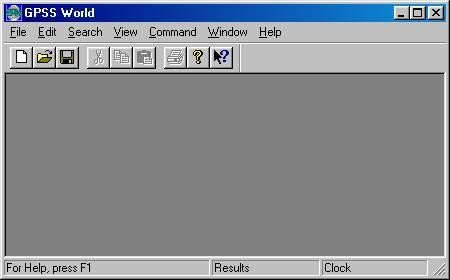 GPSS World
File Edit Search View Command Window Help
For Help, press F1 Results Clock